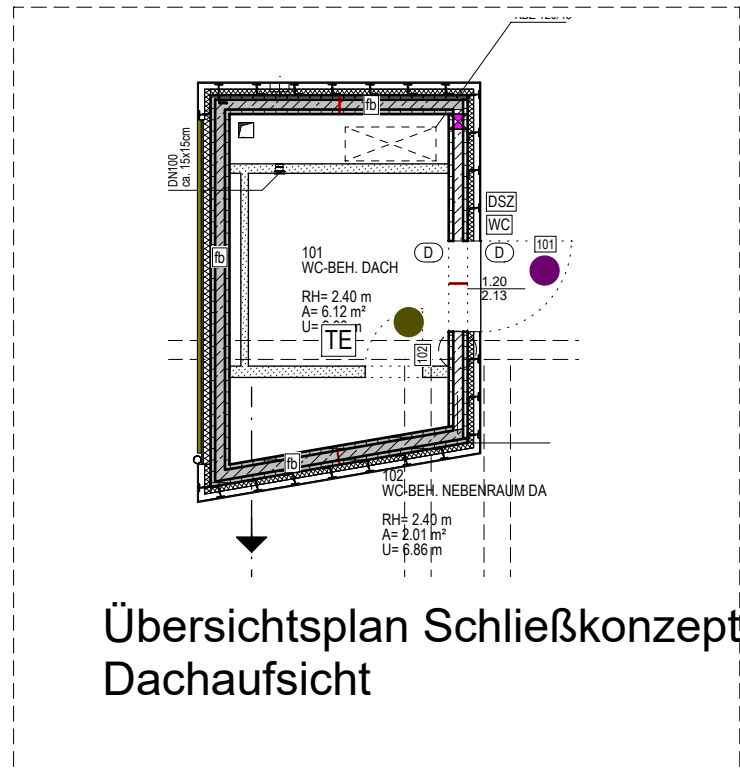 fb
DN100
ca. 15x15cm
DSZ
WC
fb
101
WC-BEH. DACH
D
D
101
RH= 2.40 m
A= 6.12 m²
U=
1.20
2.13
TE
102
fb
102
WC-BEH. NEBENRAUM DA
RH= 2.40 m
A= 2.01 m²
U= 6.86 m
Übersichtsplan Schließkonzept
Dachaufsicht